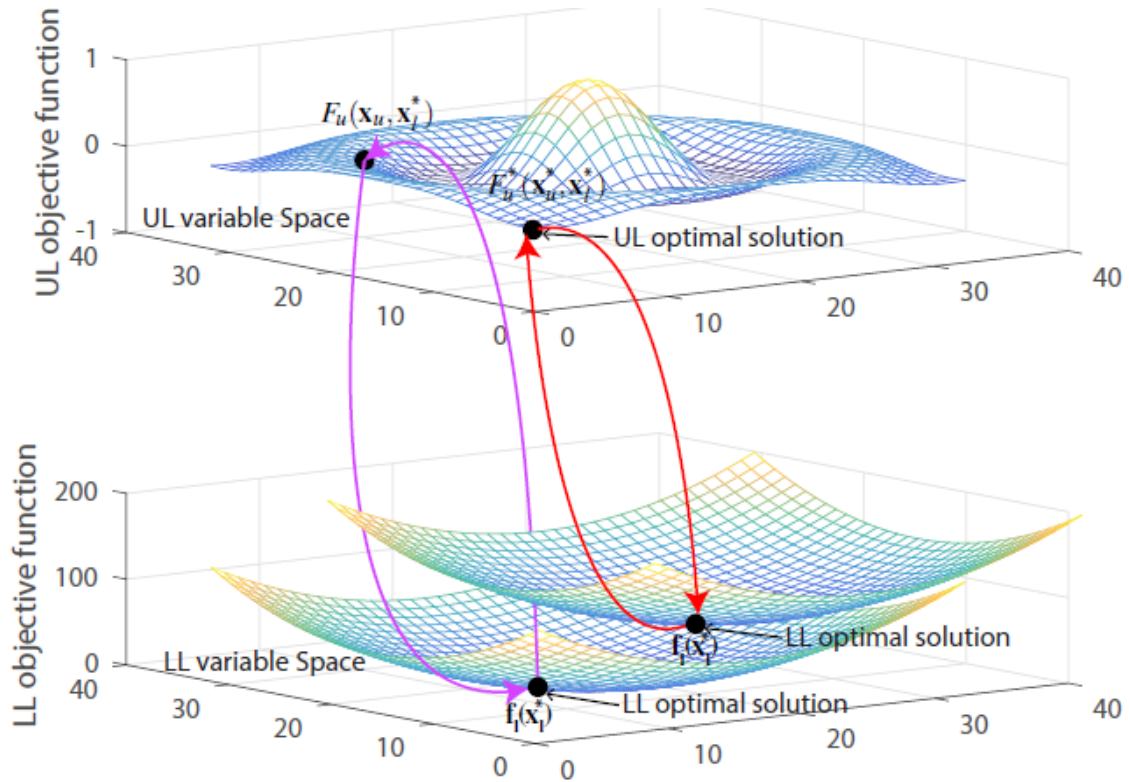 UL objective function
1
0
-1
F_u(x_u, x_l^*)
F_u^*(x_u^*, x_l^*)
UL variable Space
UL optimal solution
40
30
20
10
0
0
10
20
30
40
LL objective function
200
100
0
f_l(x_l^*)
LL optimal solution
LL variable Space
LL optimal solution
f_l(x_l^*)
40
30
20
10
0
0
10
20
30
40